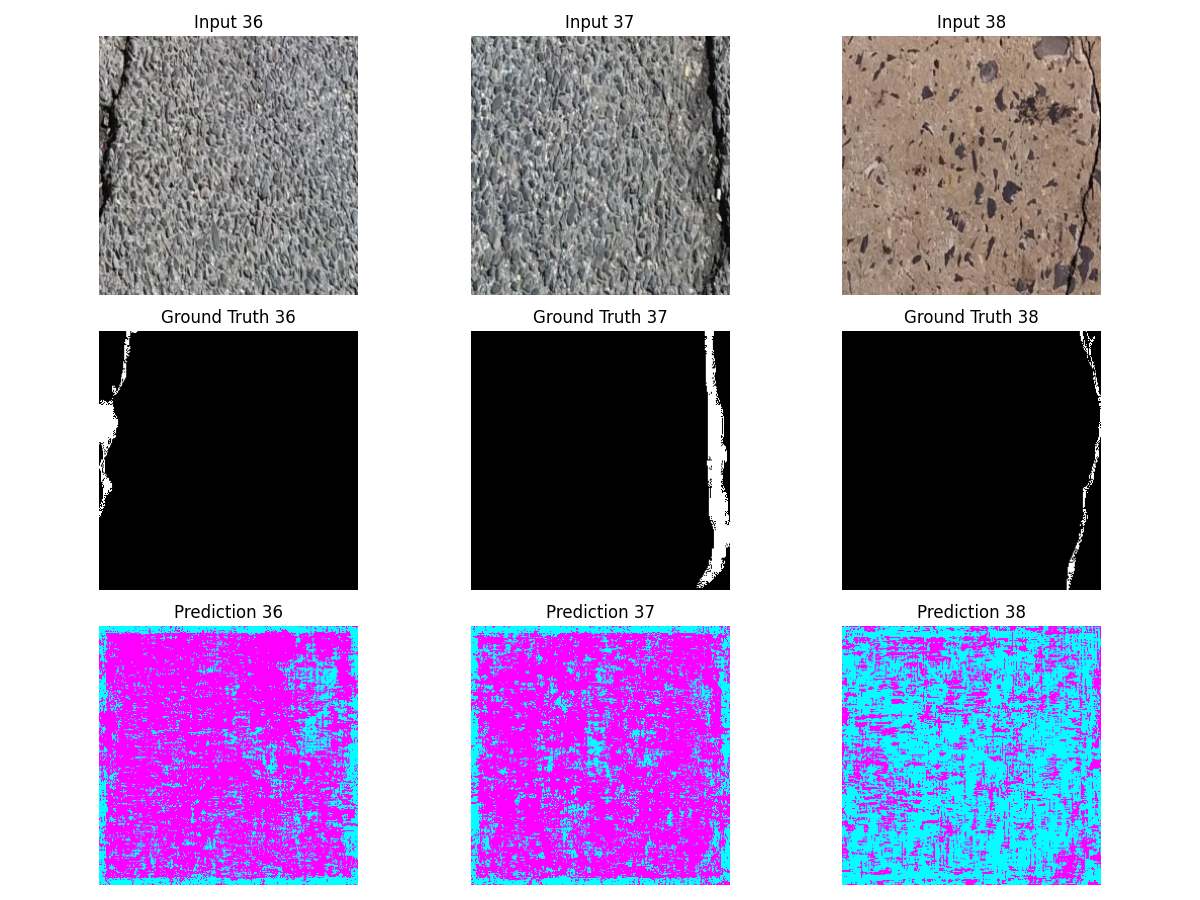 Input 36
Input 37
Input 38
Ground Truth 36
Ground Truth 37
Ground Truth 38
Prediction 36
Prediction 37
Prediction 38